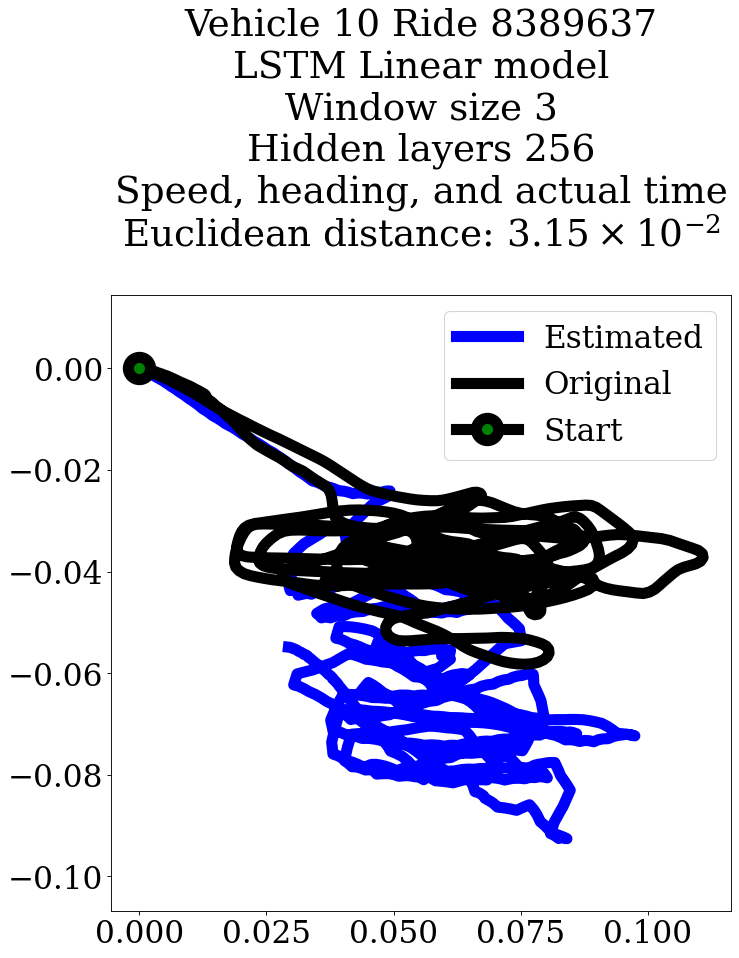 Vehicle 10 Ride 8389637
LSTM Linear model
Window size 3
Hidden layers 256
Speed, heading, and actual time
Euclidean distance: 3.15 × 10⁻²
Estimated
Original
Start
0.00
−0.02
−0.04
−0.06
−0.08
−0.10
0.000 0.025 0.050 0.075 0.100